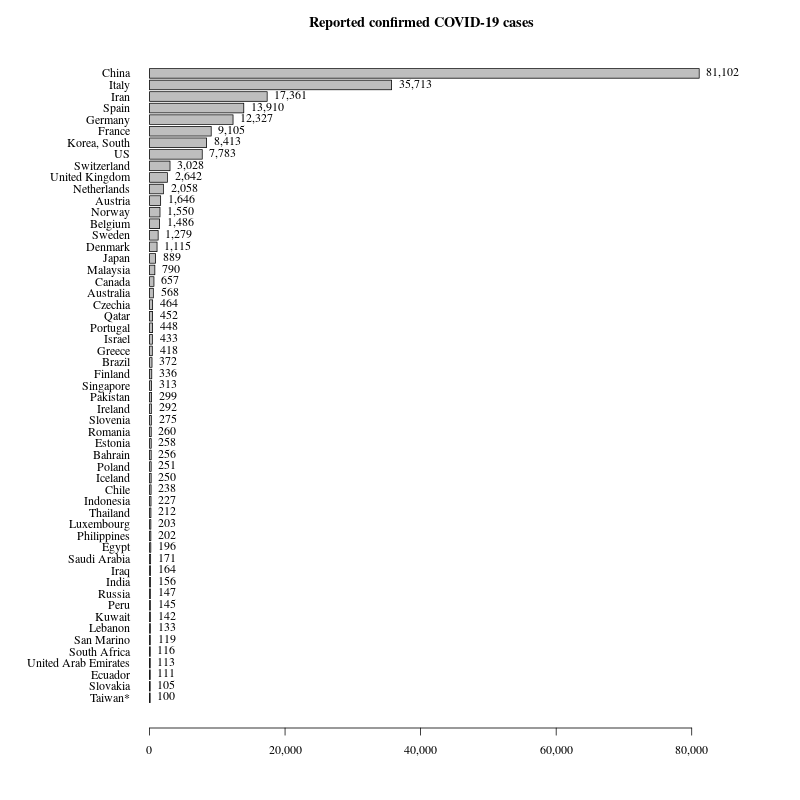 Reported confirmed COVID-19 cases
China 81,102
Italy 35,713
Iran 17,361
Spain 13,910
Germany 12,327
France 9,105
Korea, South 8,413
US 7,783
Switzerland 3,028
United Kingdom 2,642
Netherlands 2,058
Austria 1,646
Norway 1,550
Belgium 1,486
Sweden 1,279
Denmark 1,115
Japan 889
Malaysia 790
Canada 657
Australia 568
Czechia 464
Qatar 452
Portugal 448
Israel 433
Greece 418
Brazil 372
Finland 336
Singapore 313
Pakistan 299
Ireland 292
Slovenia 275
Romania 260
Estonia 258
Bahrain 256
Poland 251
Iceland 250
Chile 238
Indonesia 227
Thailand 212
Luxembourg 203
Philippines 202
Egypt 196
Saudi Arabia 171
Iraq 164
India 156
Russia 147
Peru 145
Kuwait 142
Lebanon 133
San Marino 119
South Africa 116
United Arab Emirates 113
Ecuador 111
Slovakia 105
Taiwan* 100
0 20,000 40,000 60,000 80,000